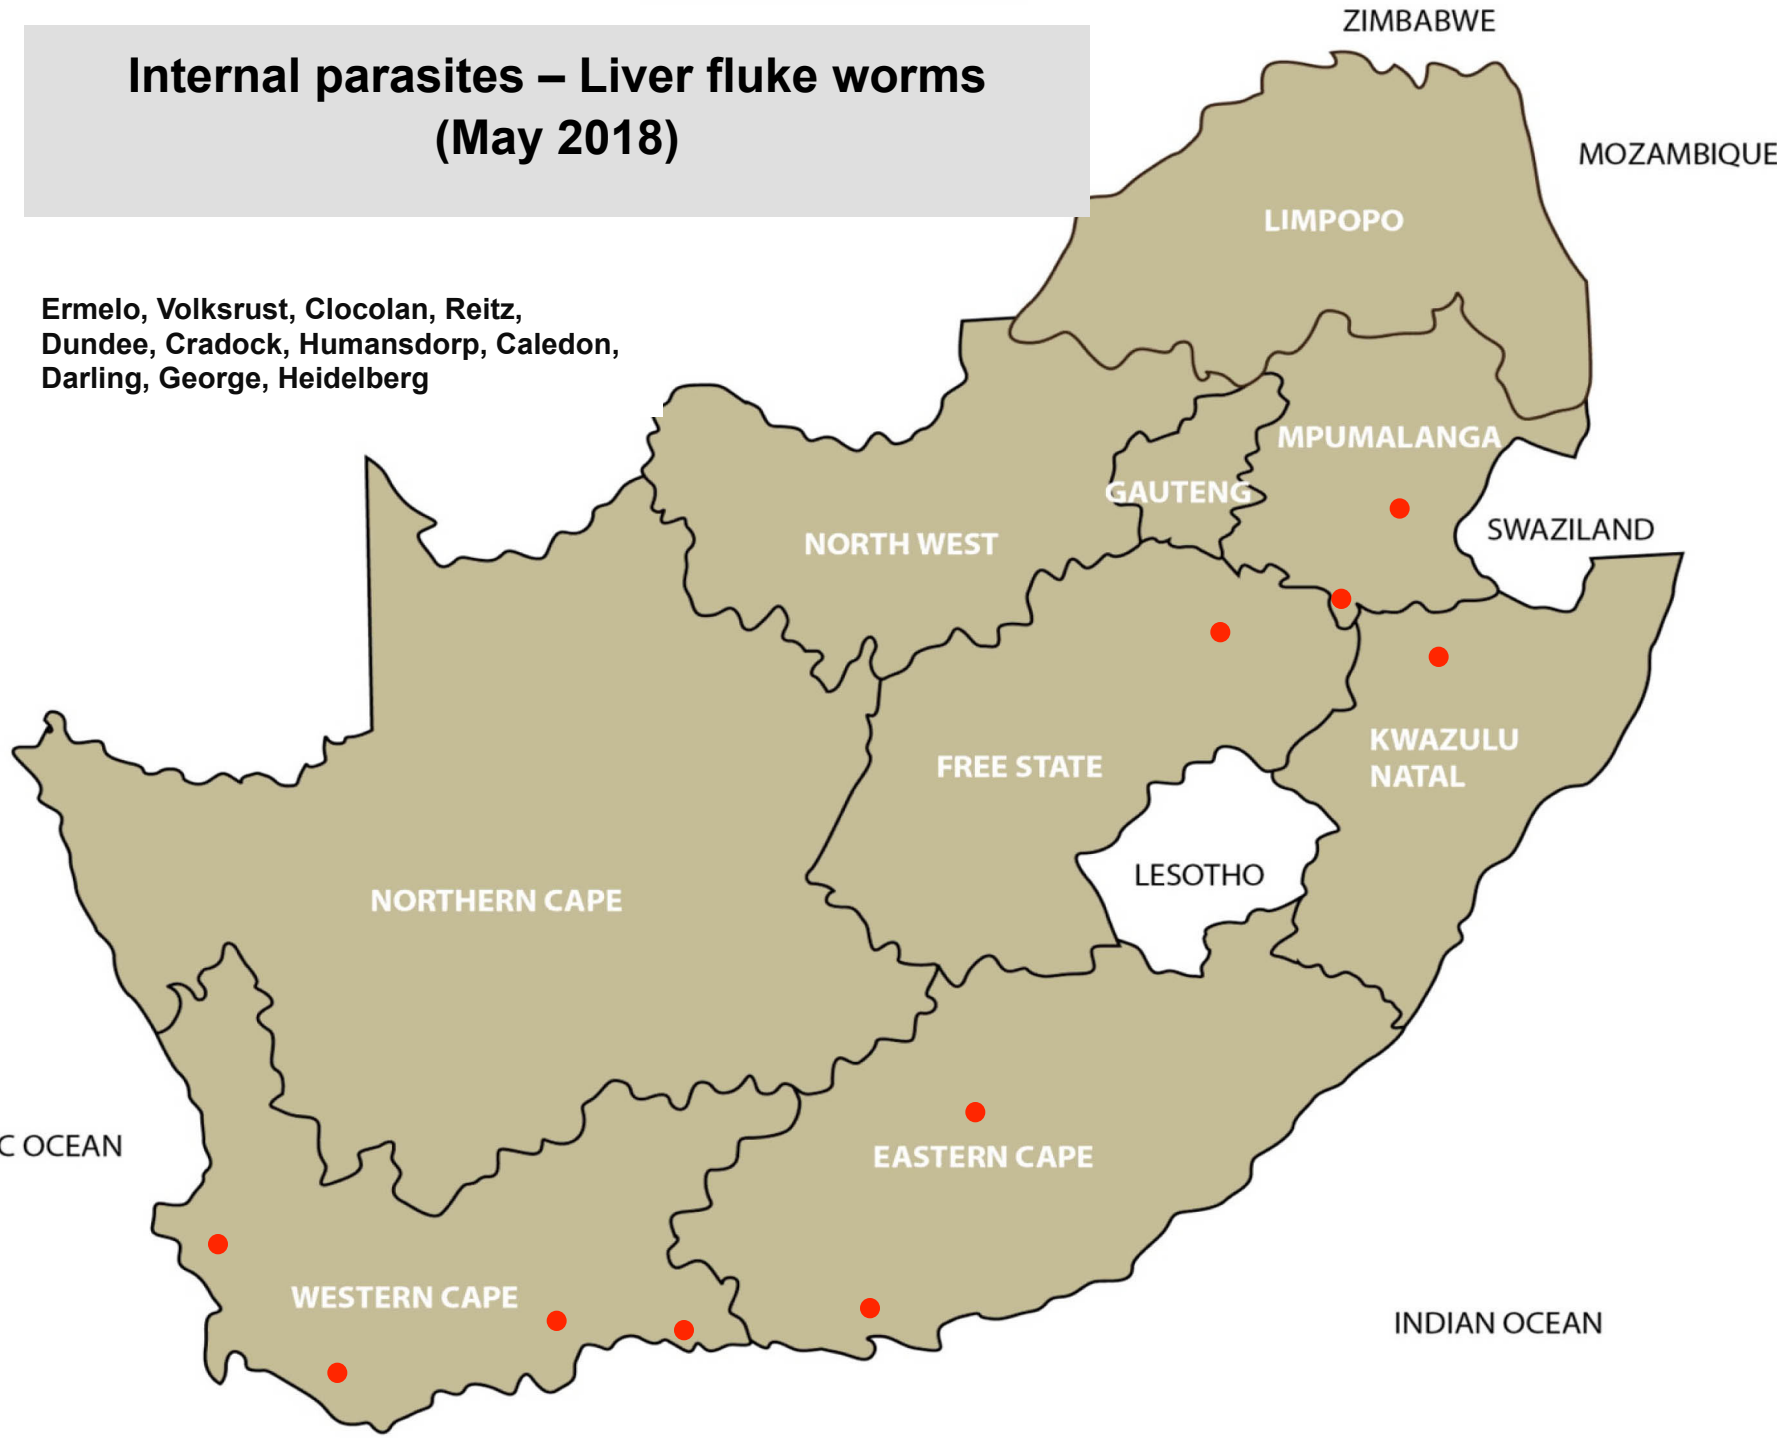 Internal parasites – Liver fluke worms
(May 2018)
Ermelo, Volksrust, Clocolan, Reitz,
Dundee, Cradock, Humansdorp, Caledon,
Darling, George, Heidelberg
ZIMBABWE
MOZAMBIQUE
LIMPOPO
MPUMALANGA
GAUTENG
SWAZILAND
NORTH WEST
KWAZULU
NATAL
FREE STATE
LESOTHO
NORTHERN CAPE
C OCEAN
EASTERN CAPE
WESTERN CAPE
INDIAN OCEAN